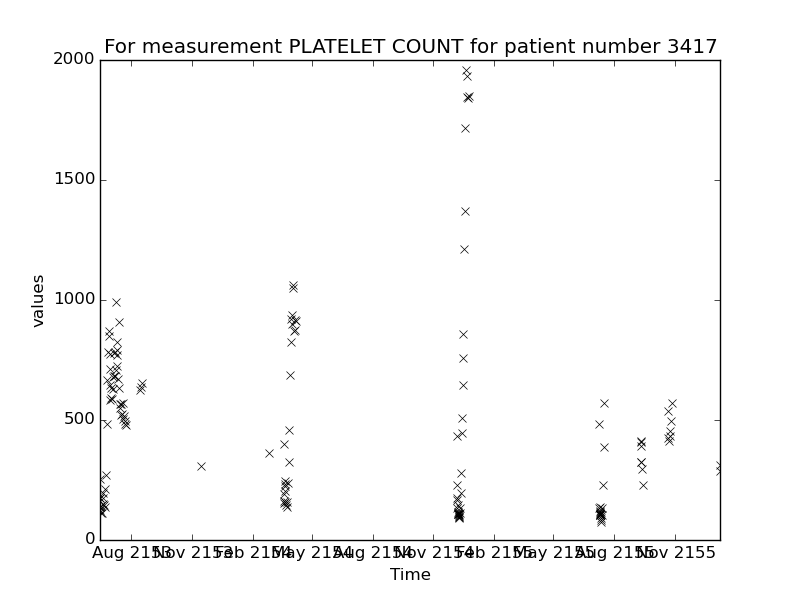 For measurement PLATELET COUNT for patient number 3417
2000
1500
1000
500
0
values
Aug 2153 Nov 2153 Feb 2154 May 2154 Aug 2154 Nov 2154 Feb 2155 May 2155 Aug 2155 Nov 2155
Time